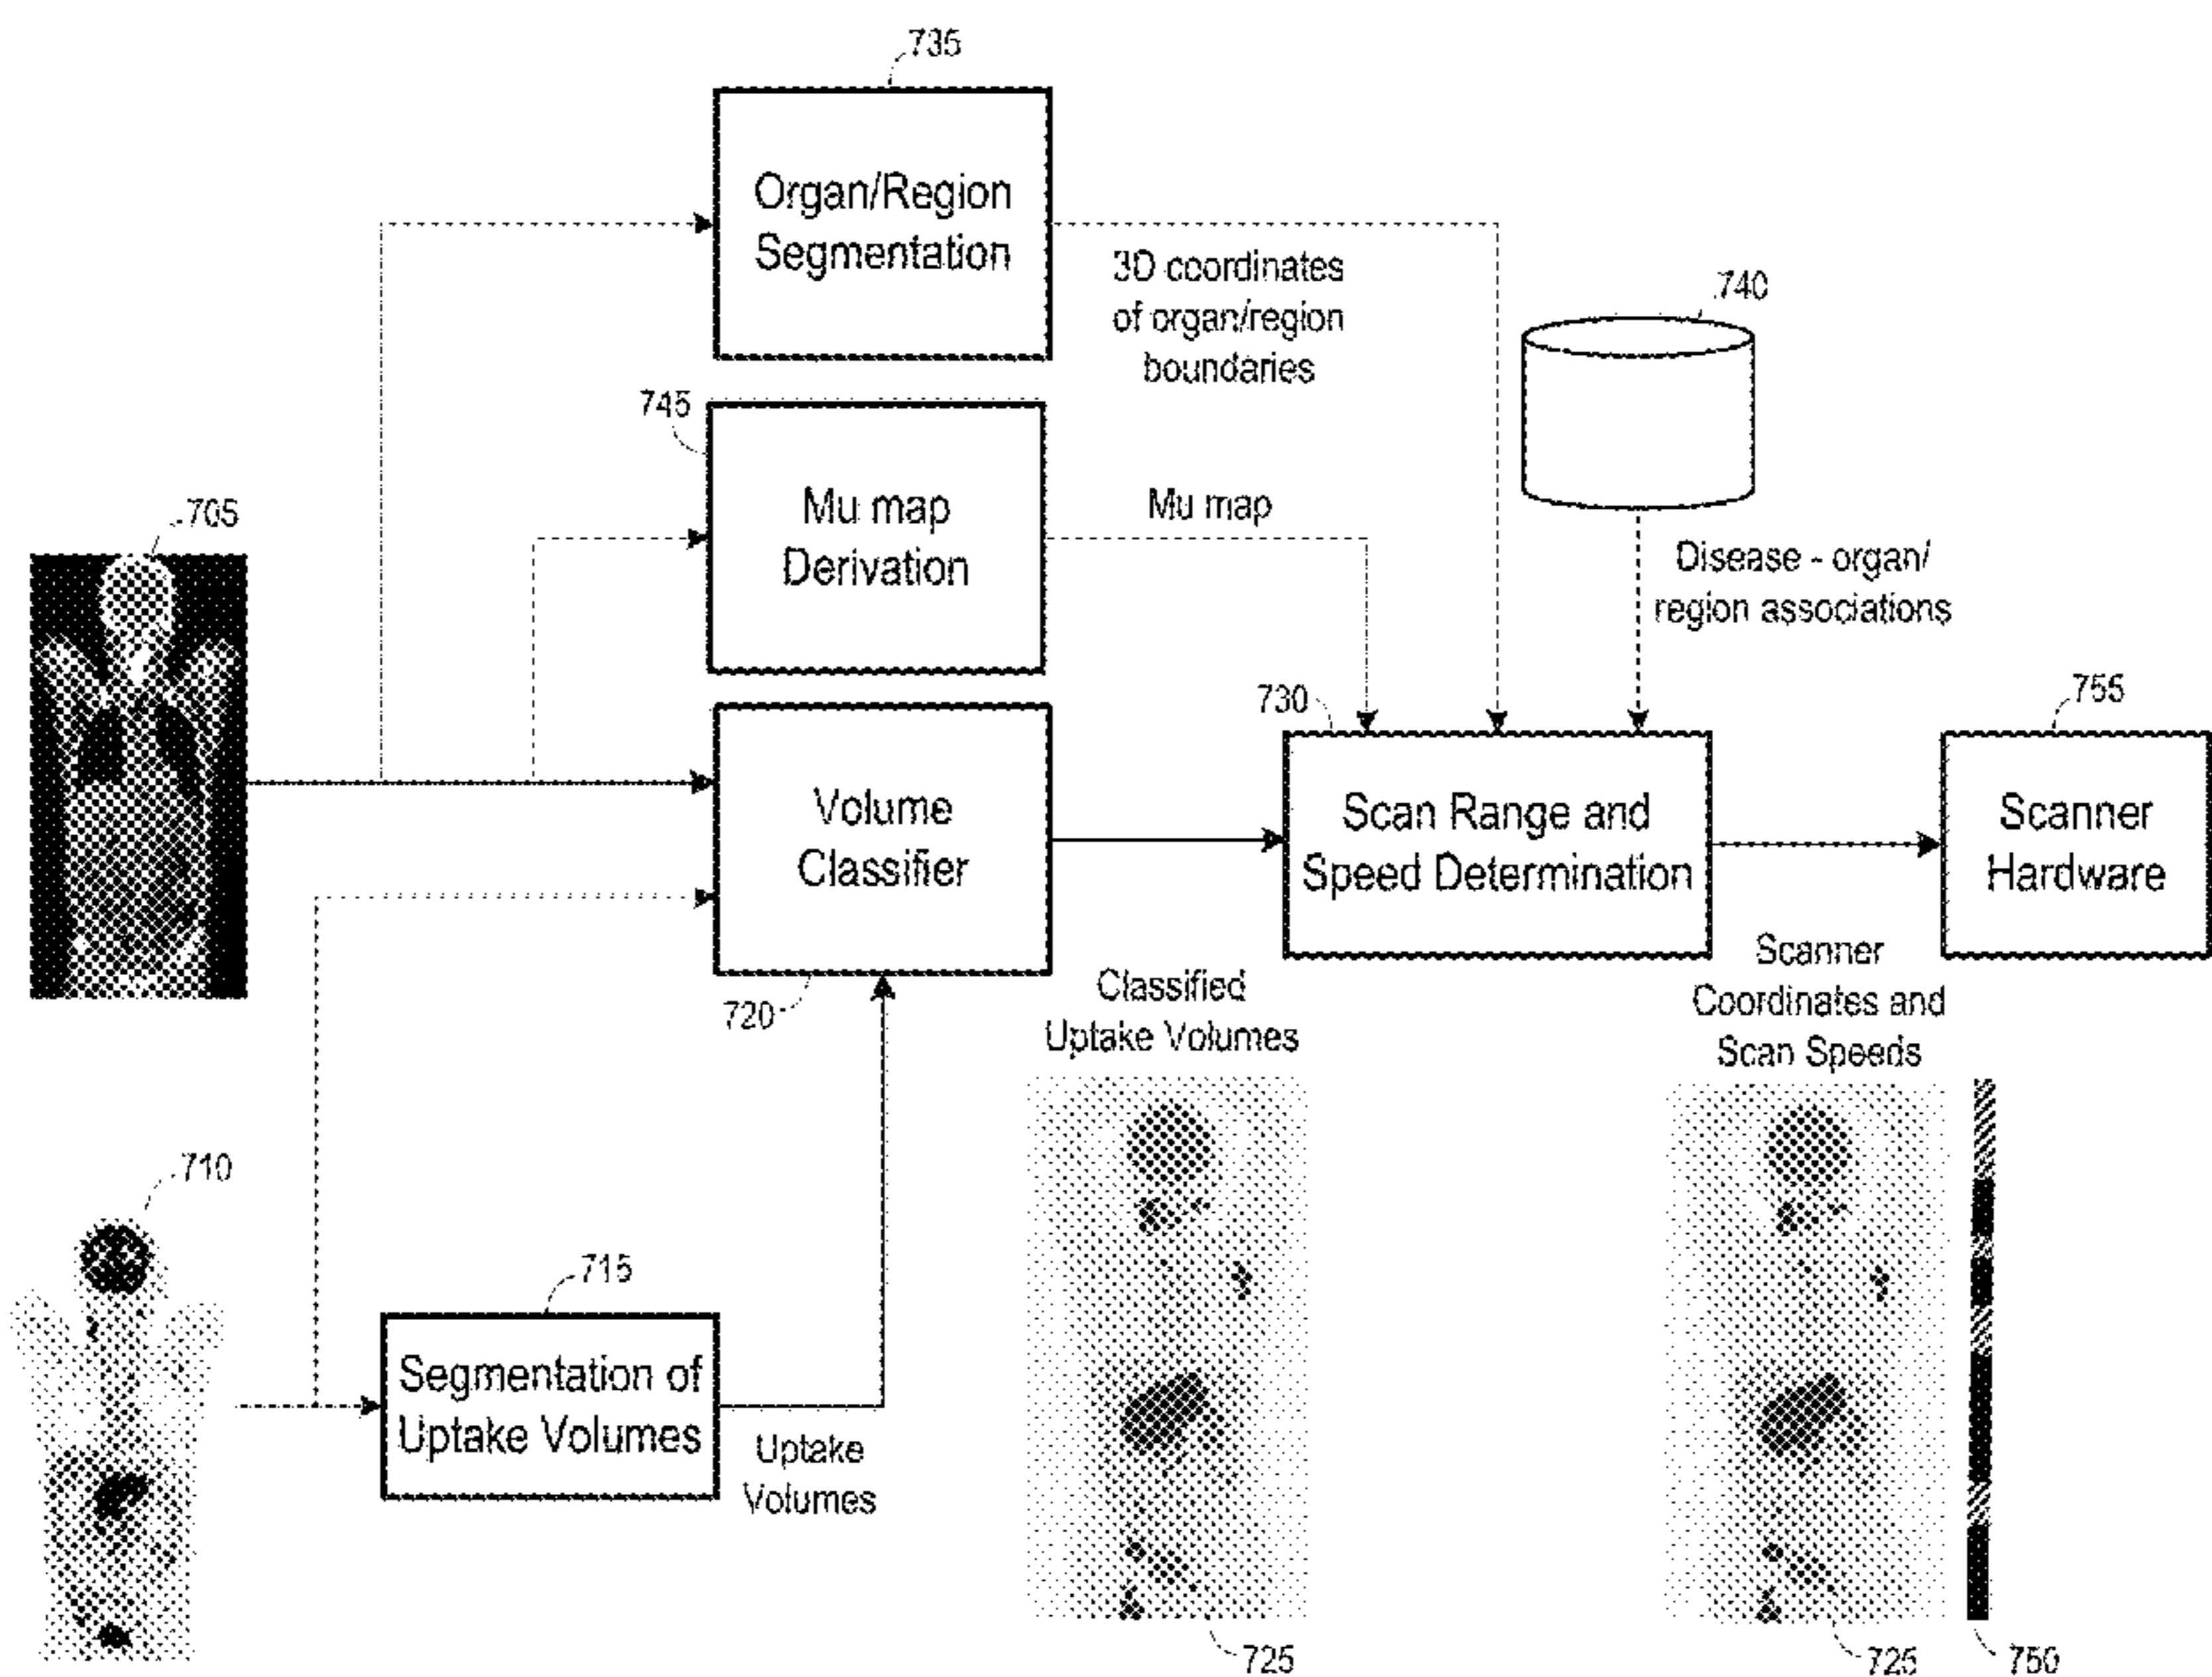 735
Organ/Region
Segmentation
3D coordinates
of organ/region
boundaries
740
745
Mu map
Derivation
Mu map
Disease - organ/
region associations
705
730
755
Volume
Classifier
Scan Range and
Speed Determination
Scanner
Hardware
720
Classified
Uptake Volumes
Scanner
Coordinates and
Scan Speeds
710
715
Segmentation of
Uptake Volumes
Uptake
Volumes
725
725
750